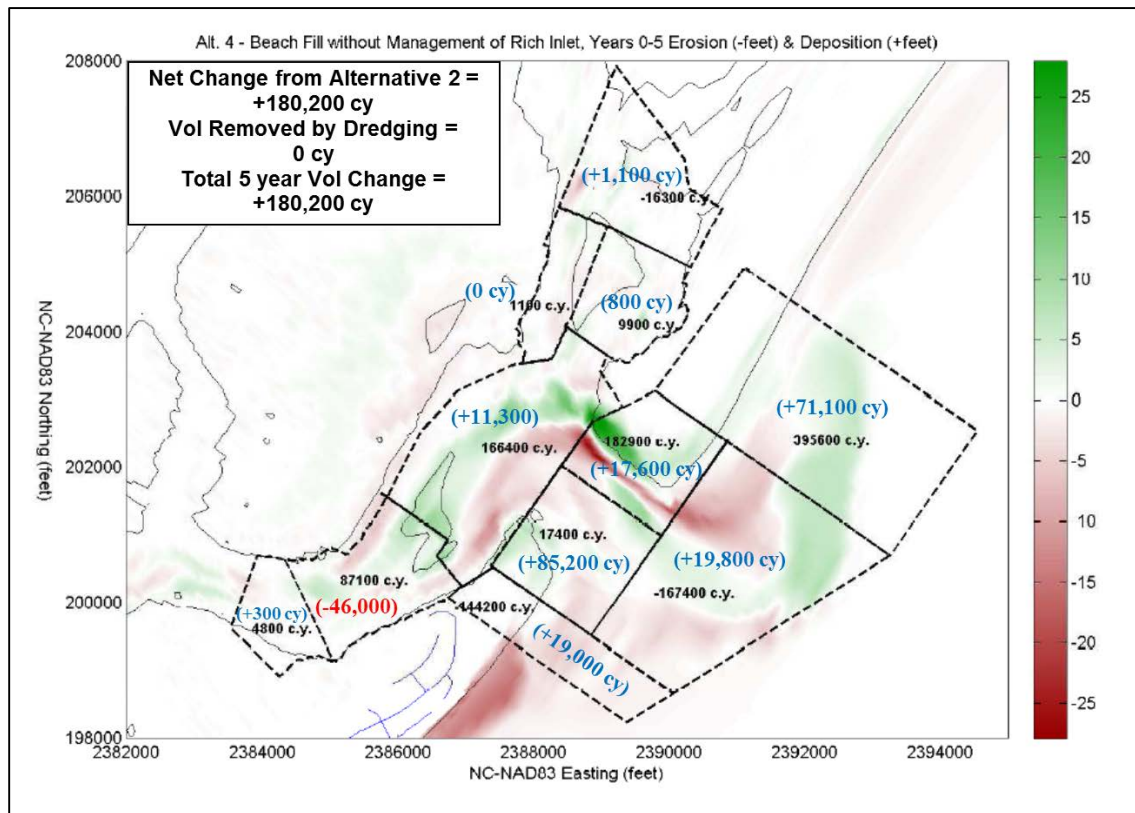 Alt. 4 - Beach Fill without Management of Rich Inlet, Years 0-5 Erosion (-feet) & Deposition (+feet)
Net Change from Alternative 2 =
+180,200 cy
Vol Removed by Dredging =
0 cy
Total 5 year Vol Change =
+180,200 cy
208000
206000
204000
202000
200000
198000
NC-NAD83 Northing (feet)
(+1,100 cy)
-16300 c.y.
(0 cy)
1100 c.y.
(800 cy)
9900 c.y.
(+11,300)
166400 c.y.
-182900 c.y.
(+17,600 cy)
(+71,100 cy)
395600 c.y.
17400 c.y.
(+85,200 cy)
(+19,800 cy)
-167400 c.y.
87100 c.y.
(-46,000)
(+300 cy)
4800 c.y.
-144200 c.y.
(+19,000 cy)
2382000
2384000
2386000
2388000
2390000
2392000
2394000
NC-NAD83 Easting (feet)
25
20
15
10
5
0
-5
-10
-15
-20
-25